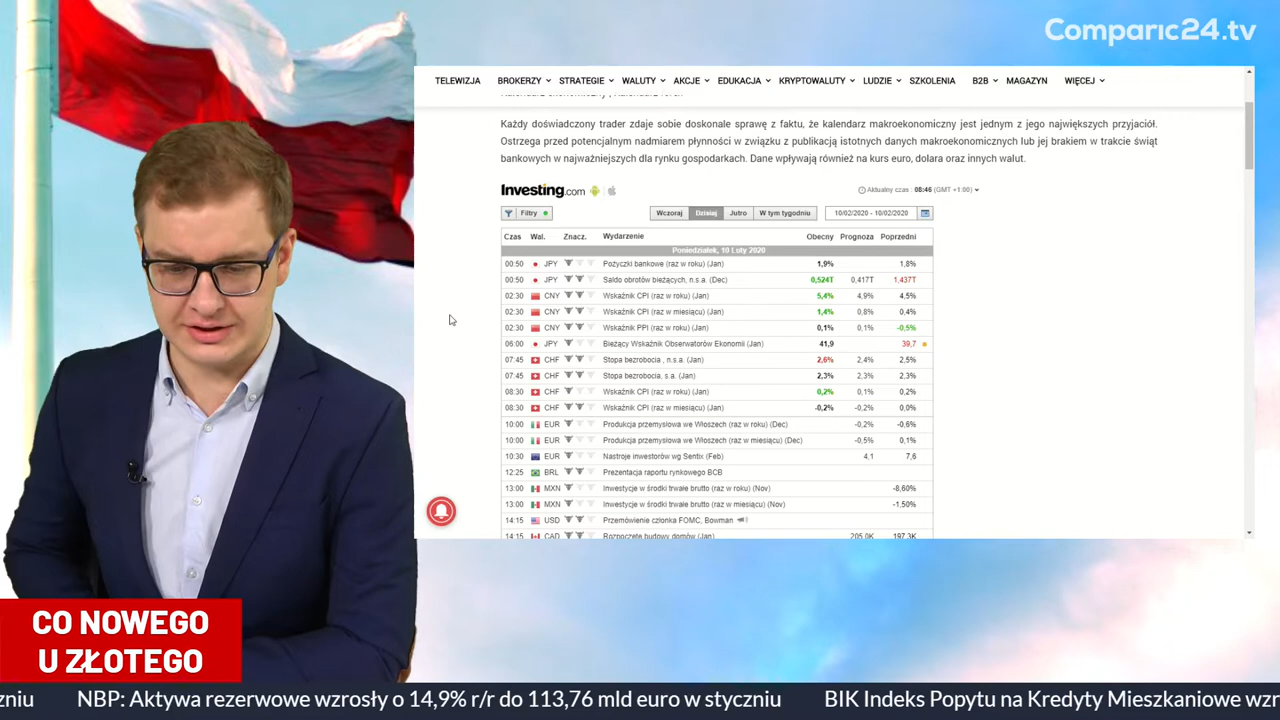 Comparic24.tv
TELEWIZJA BROKERZY STRATEGIE WALUTY AKCJE EDUKACJA KRYPTOWALUTY LUDZIE SZKOLENIA B2B MAGAZYN WIĘCEJ
Każdy doświadczony trader zdaje sobie doskonale sprawę z faktu, że kalendarz makroekonomiczny jest jednym z jego największych przyjaciół.
Ostrzega przed potencjalnym nadmiarem płynności w związku z publikacją istotnych danych makroekonomicznych lub jej brakiem w trakcie świąt
bankowych w najważniejszych dla rynku gospodarkach. Dane wpływają również na kurs euro, dolara oraz innych walut.
Investing.com Aktualny czas : 08:46 (GMT +1:00)
Filtry Wczoraj Dzisiaj Jutro W tym tygodniu 10/02/2020 - 10/02/2020
Czas Wal. Znacz. Wydarzenie Obecny Prognoza Poprzedni
Poniedziałek, 10 Luty 2020
00:50 JPY Pożyczki bankowe (raz w roku) (Jan) 1,9% 1,8%
00:50 JPY Saldo obrotów bieżących, n.s.a. (Dec) 0,524T 0,417T 1,437T
02:30 CNY Wskaźnik CPI (raz w roku) (Jan) 5,4% 4,9% 4,5%
02:30 CNY Wskaźnik CPI (raz w miesiącu) (Jan) 1,4% 0,8% 0,4%
02:30 CNY Wskaźnik PPI (raz w roku) (Jan) 0,1% 0,1% -0,5%
06:00 JPY Bieżący Wskaźnik Obserwatorów Ekonomii (Jan) 41,9 39,7
07:45 CHF Stopa bezrobocia , n.s.a. (Jan) 2,6% 2,4% 2,5%
07:45 CHF Stopa bezrobocia, s.a. (Jan) 2,3% 2,3% 2,3%
08:30 CHF Wskaźnik CPI (raz w roku) (Jan) 0,2% 0,1% 0,2%
08:30 CHF Wskaźnik CPI (raz w miesiącu) (Jan) -0,2% -0,2% 0,0%
10:00 EUR Produkcja przemysłowa we Włoszech (raz w roku) (Dec) -0,2% -0,6%
10:00 EUR Produkcja przemysłowa we Włoszech (raz w miesiącu) (Dec) -0,5% 0,1%
10:30 EUR Nastroje inwestorów wg Sentix (Feb) 4,1 7,6
12:25 BRL Prezentacja raportu rynkowego BCB
13:00 MXN Inwestycje w środki trwałe brutto (raz w roku) (Nov) -8,60%
13:00 MXN Inwestycje w środki trwałe brutto (raz w miesiącu) (Nov) -1,50%
14:15 USD Przemówienie członka FOMC, Bowman
14:15 CAD Rozpoczęte budowy domów (Jan) 205,0K 197,3K
CO NOWEGO
U ZŁOTEGO
zniu NBP: Aktywa rezerwowe wzrosły o 14,9% r/r do 113,76 mld euro w styczniu BIK Indeks Popytu na Kredyty Mieszkaniowe wzr